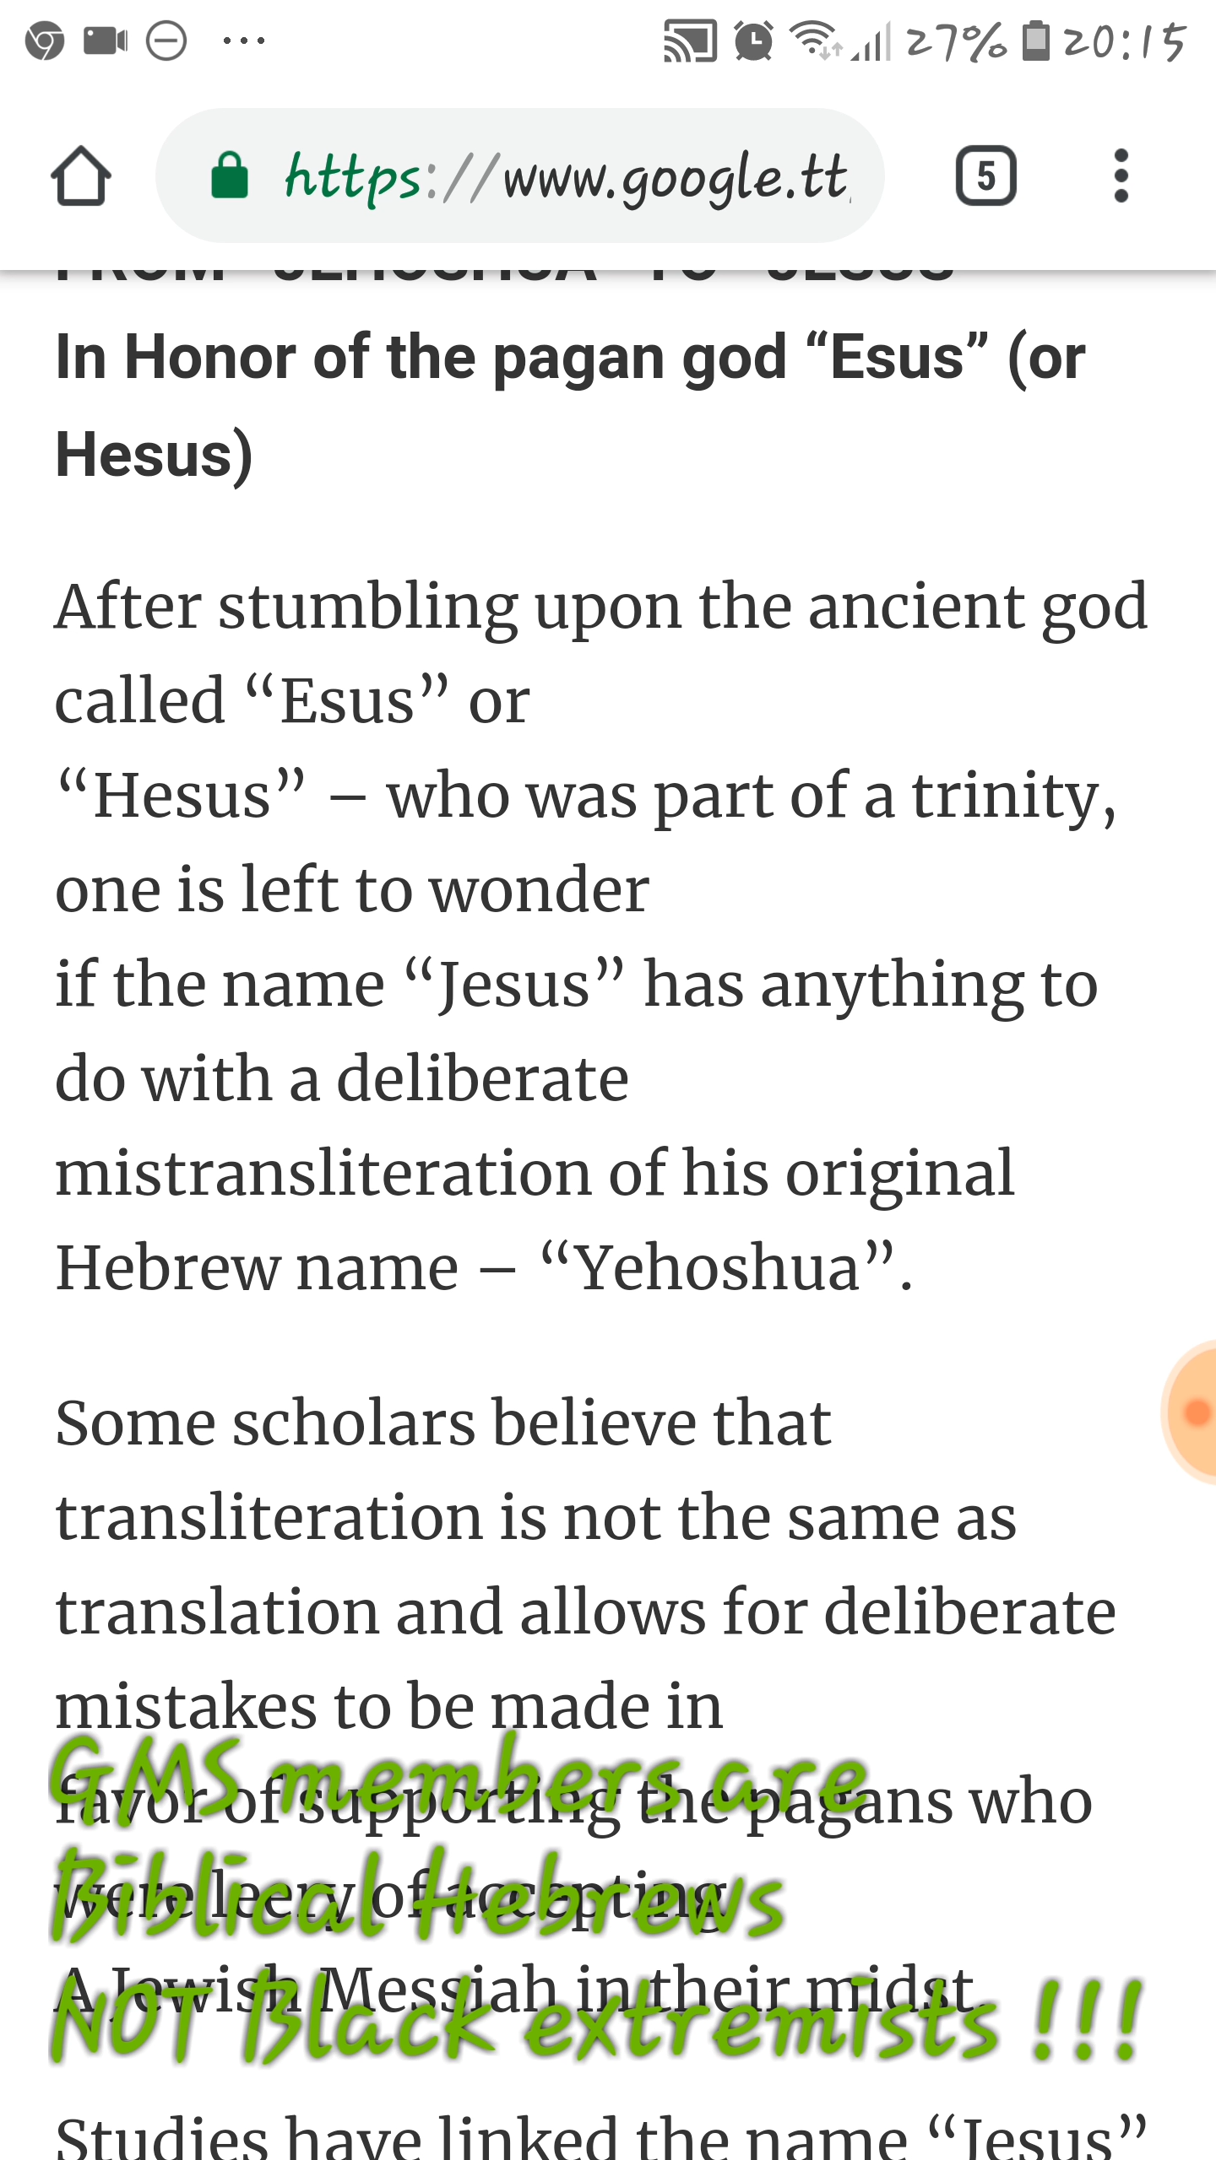 27% 20:15
https://www.google.tt
5
FROM “JEHOSHUA” TO “JESUS”
In Honor of the pagan god “Esus” (or
Hesus)
After stumbling upon the ancient god
called “Esus” or
“Hesus” – who was part of a trinity,
one is left to wonder
if the name “Jesus” has anything to
do with a deliberate
mistransliteration of his original
Hebrew name – “Yehoshua”.
Some scholars believe that
transliteration is not the same as
translation and allows for deliberate
mistakes to be made in
GMS members are
favor of supporting the pagans who
Biblical Hebrews
were leery of accepting
A Jewish Messiah in their midst.
NOT Black extremists !!!
Studies have linked the name “Jesus”